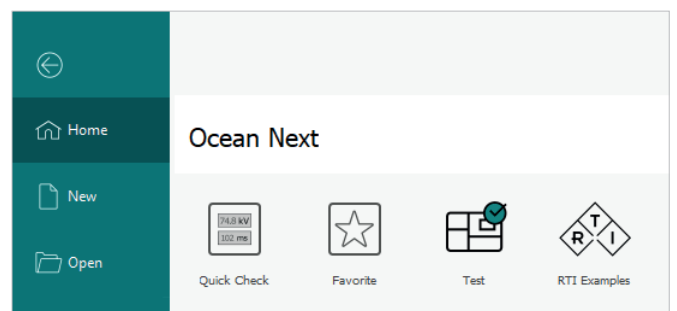 Home
Ocean Next
New
74.8 kV
102 ms
T
R I
Open
Quick Check Favorite Test RTI Examples